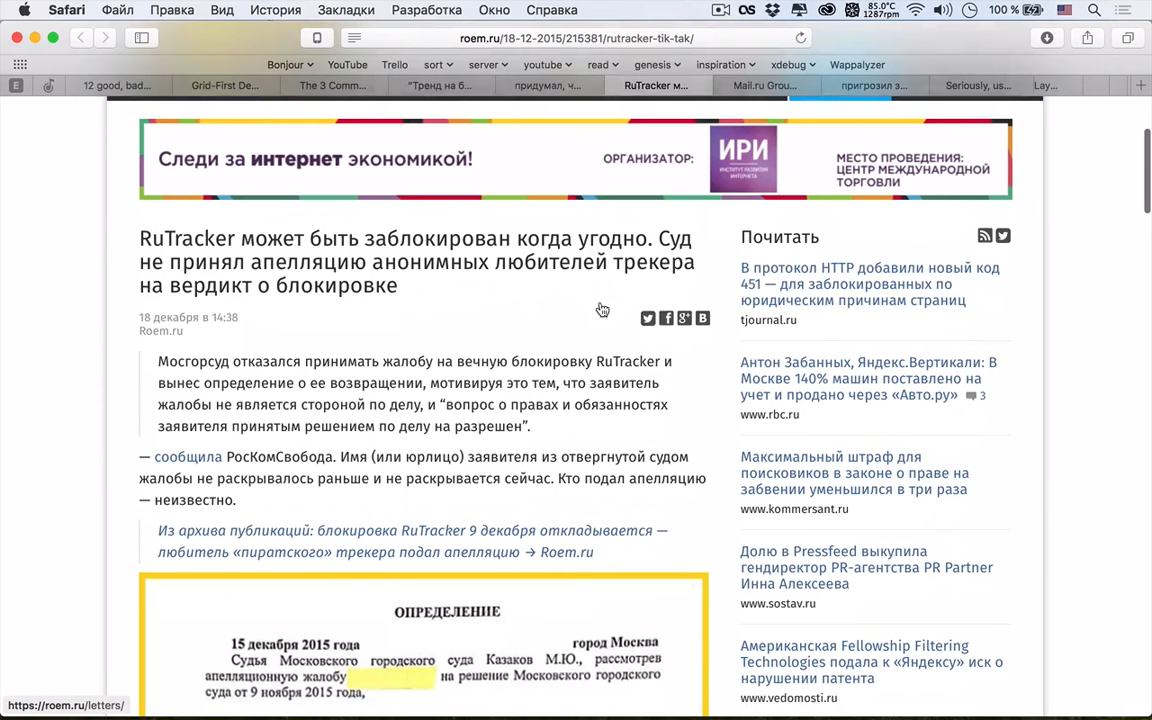 Safari Файл Правка Вид История Закладки Разработка Окно Справка
85.0°C
1287rpm
100 %
roem.ru/18-12-2015/215381/rutracker-tik-tak/
Bonjour YouTube Trello sort server youtube read genesis inspiration xdebug Wappalyzer
E 12 good, bad... Grid-First De... The 3 Comm... "Тренд на б... придумал, ч... RuTracker м... Mail.ru Grou... пригрозил з... Seriously, us... Lay...
Следи за интернет экономикой!
ОРГАНИЗАТОР:
ИРИ
ИНСТИТУТ РАЗВИТИЯ
ИНТЕРНЕТА
МЕСТО ПРОВЕДЕНИЯ:
ЦЕНТР МЕЖДУНАРОДНОЙ
ТОРГОВЛИ
RuTracker может быть заблокирован когда угодно. Суд
не принял апелляцию анонимных любителей трекера
на вердикт о блокировке
18 декабря в 14:38
Roem.ru
Мосгорсуд отказался принимать жалобу на вечную блокировку RuTracker и
вынес определение о ее возвращении, мотивируя это тем, что заявитель
жалобы не является стороной по делу, и “вопрос о правах и обязанностях
заявителя принятым решением по делу на разрешен”.
— сообщила РосКомСвобода. Имя (или юрлицо) заявителя из отвергнутой судом
жалобы не раскрывалось раньше и не раскрывается сейчас. Кто подал апелляцию
— неизвестно.
Из архива публикаций: блокировка RuTracker 9 декабря откладывается —
любитель «пиратского» трекера подал апелляцию → Roem.ru
ОПРЕДЕЛЕНИЕ
15 декабря 2015 года город Москва
Судья Московского городского суда Казаков М.Ю., рассмотрев
апелляционную жалобу на решение Московского городского
суда от 9 ноября 2015 года,
Почитать
В протокол HTTP добавили новый код
451 — для заблокированных по
юридическим причинам страниц
tjournal.ru
Антон Забанных, Яндекс.Вертикали: В
Москве 140% машин поставлено на
учет и продано через «Авто.ру» 3
www.rbc.ru
Максимальный штраф для
поисковиков в законе о праве на
забвении уменьшился в три раза
www.kommersant.ru
Долю в Pressfeed выкупила
гендиректор PR-агентства PR Partner
Инна Алексеева
www.sostav.ru
Американская Fellowship Filtering
Technologies подала к «Яндексу» иск о
нарушении патента
www.vedomosti.ru
https://roem.ru/letters/